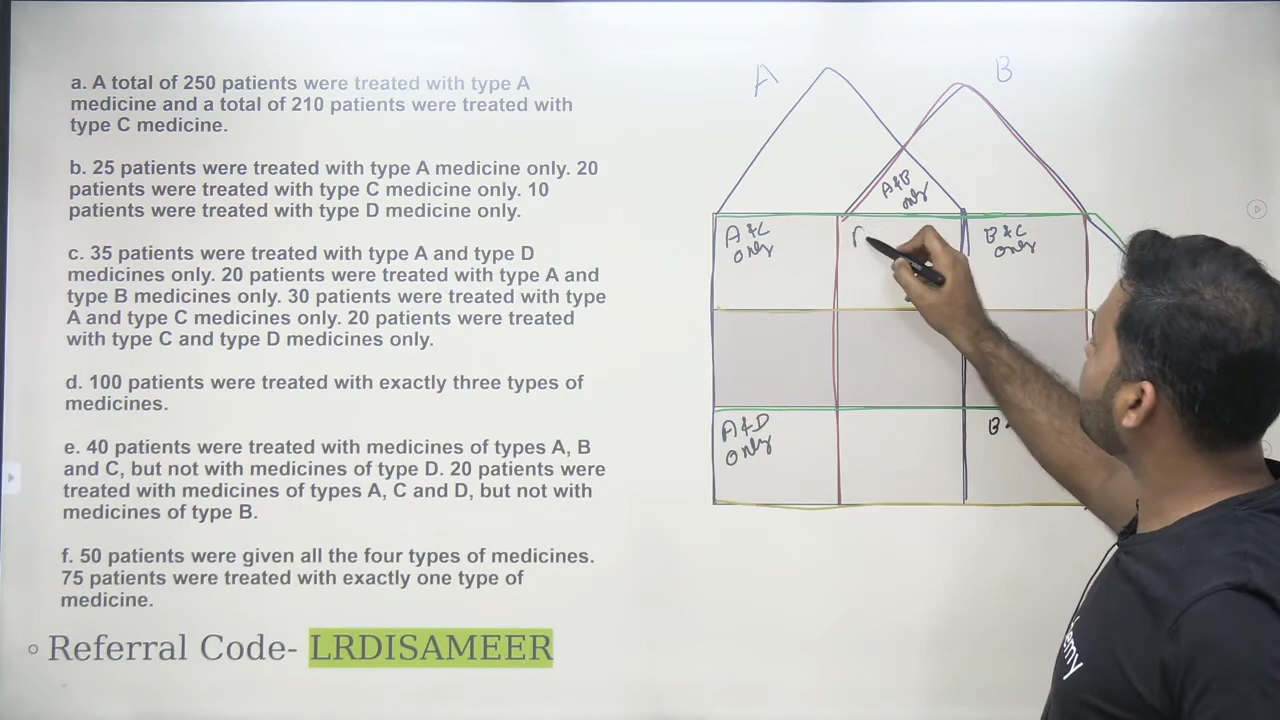 a. A total of 250 patients were treated with type A
medicine and a total of 210 patients were treated with
type C medicine.
b. 25 patients were treated with type A medicine only. 20
patients were treated with type C medicine only. 10
patients were treated with type D medicine only.
c. 35 patients were treated with type A and type D
medicines only. 20 patients were treated with type A and
type B medicines only. 30 patients were treated with type
A and type C medicines only. 20 patients were treated
with type C and type D medicines only.
d. 100 patients were treated with exactly three types of
medicines.
e. 40 patients were treated with medicines of types A, B
and C, but not with medicines of type D. 20 patients were
treated with medicines of types A, C and D, but not with
medicines of type B.
f. 50 patients were given all the four types of medicines.
75 patients were treated with exactly one type of
medicine.
Referral Code- LRDISAMEER
A
B
A&B
only
A&C
only
B&C
only
A&D
only
B
demy